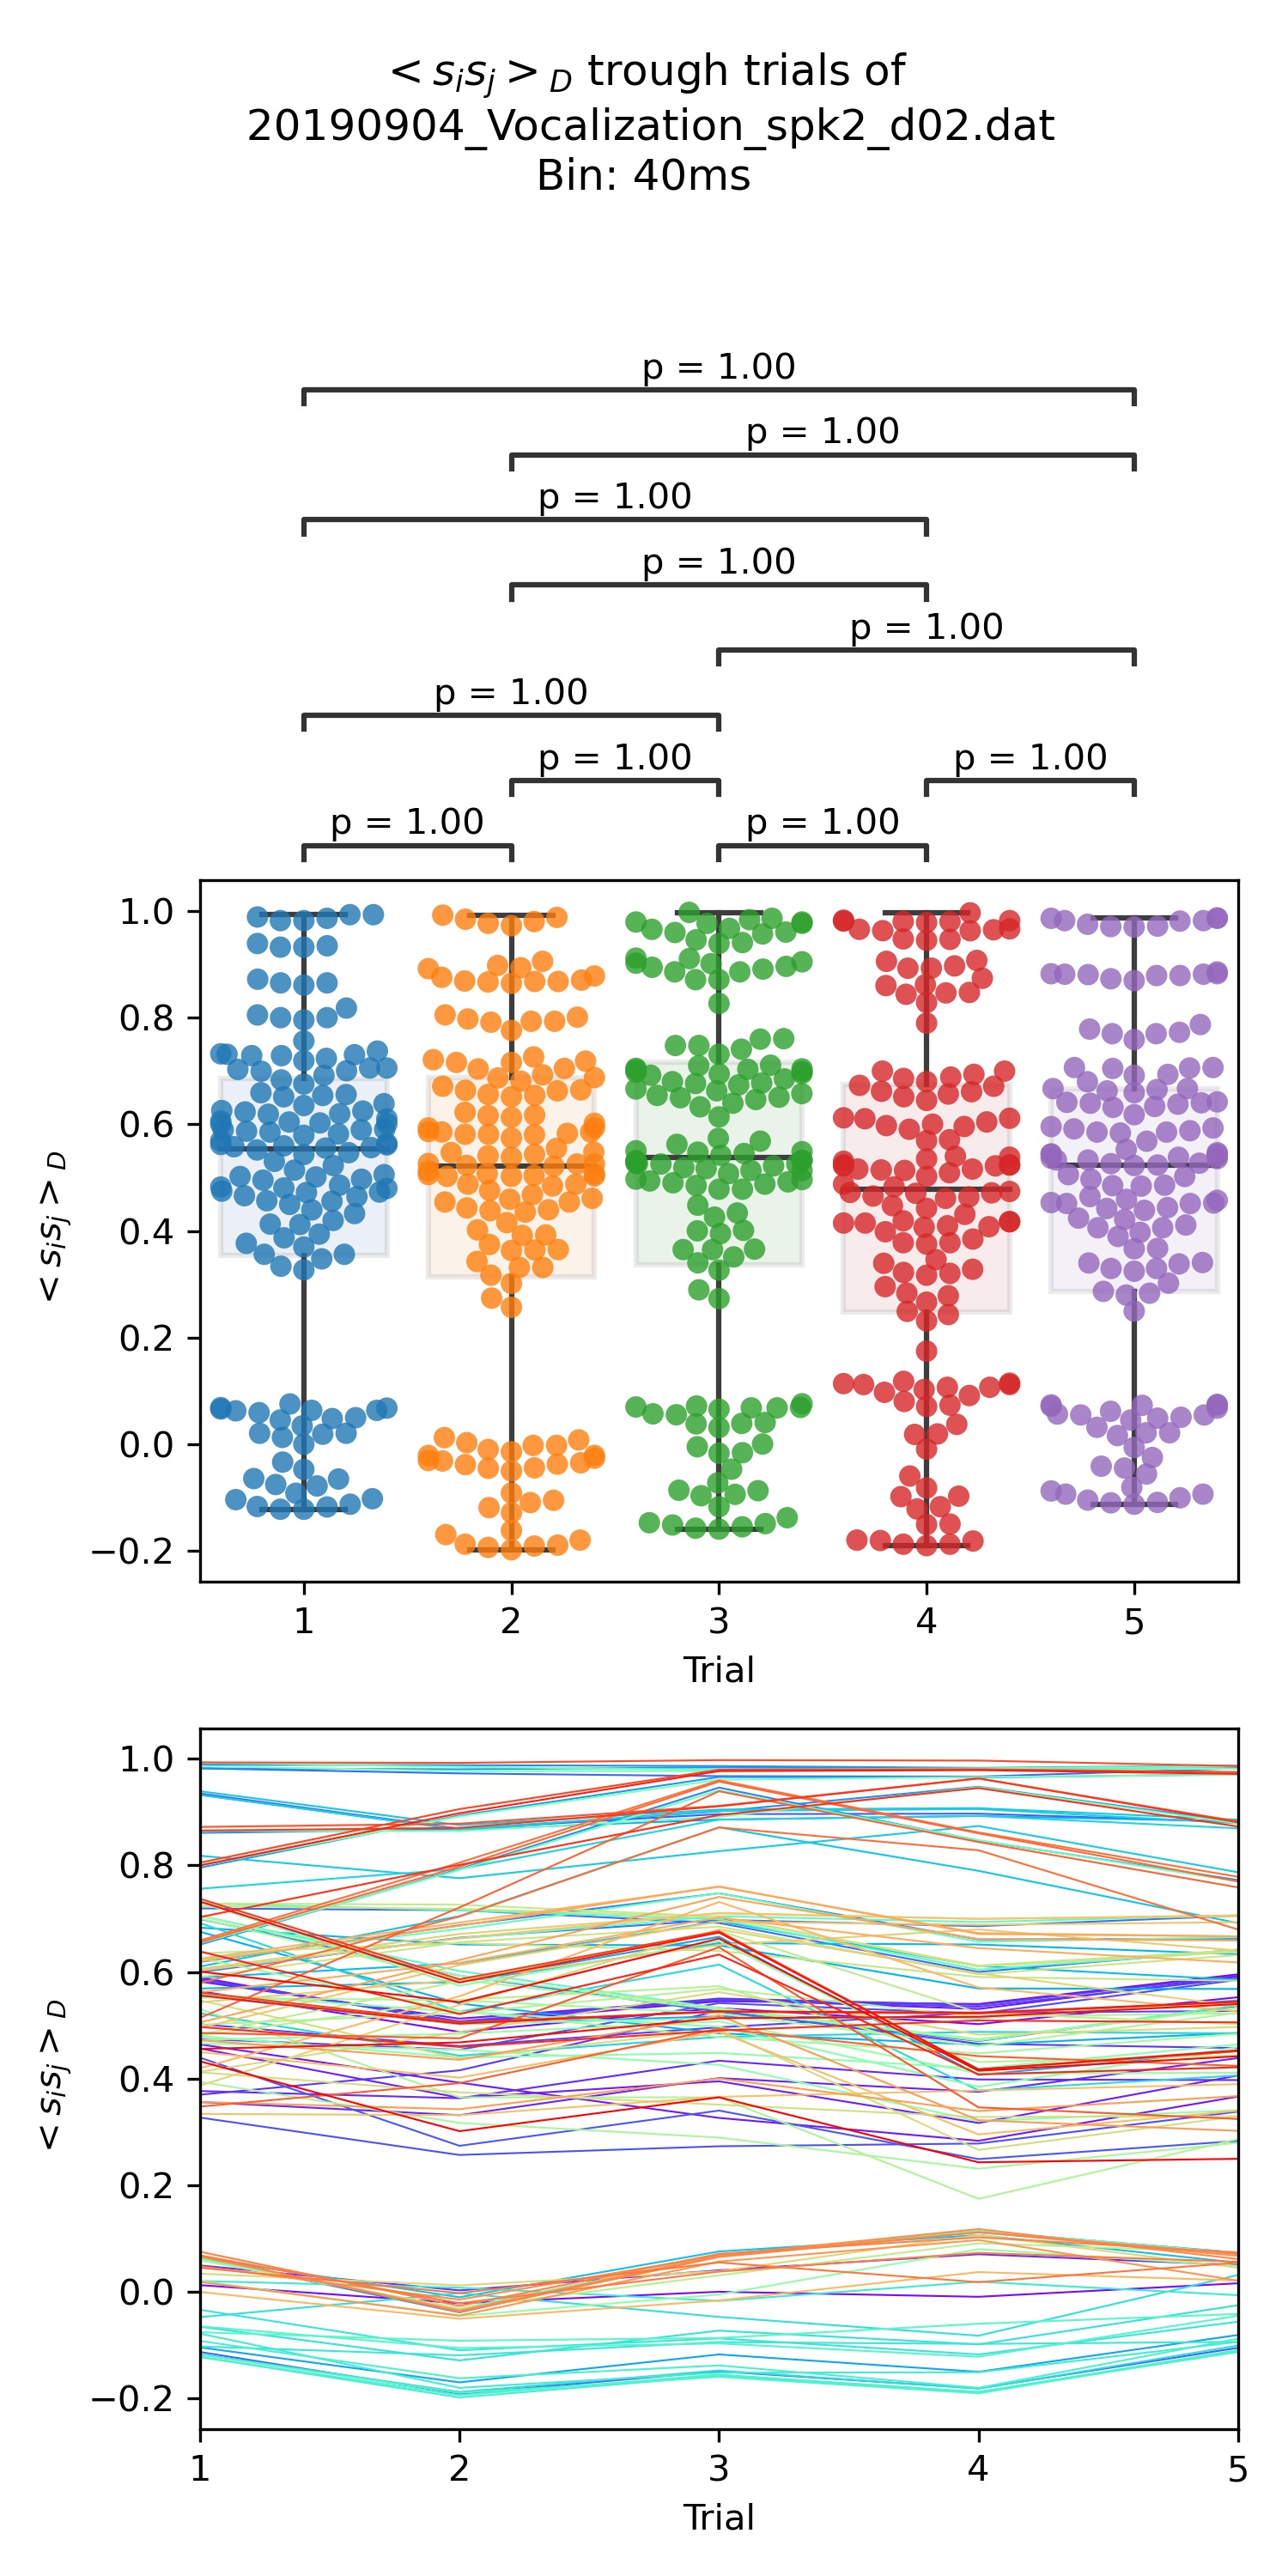 < s_i s_j >_D trough trials of
20190904_Vocalization_spk2_d02.dat
Bin: 40ms
p = 1.00
p = 1.00
p = 1.00
p = 1.00
p = 1.00
p = 1.00
p = 1.00 p = 1.00
p = 1.00 p = 1.00
1.0
0.8
0.6
0.4
0.2
0.0
−0.2
< s_i s_j >_D
1 2 3 4 5
Trial
1.0
0.8
0.6
0.4
0.2
0.0
−0.2
< s_i s_j >_D
1 2 3 4 5
Trial